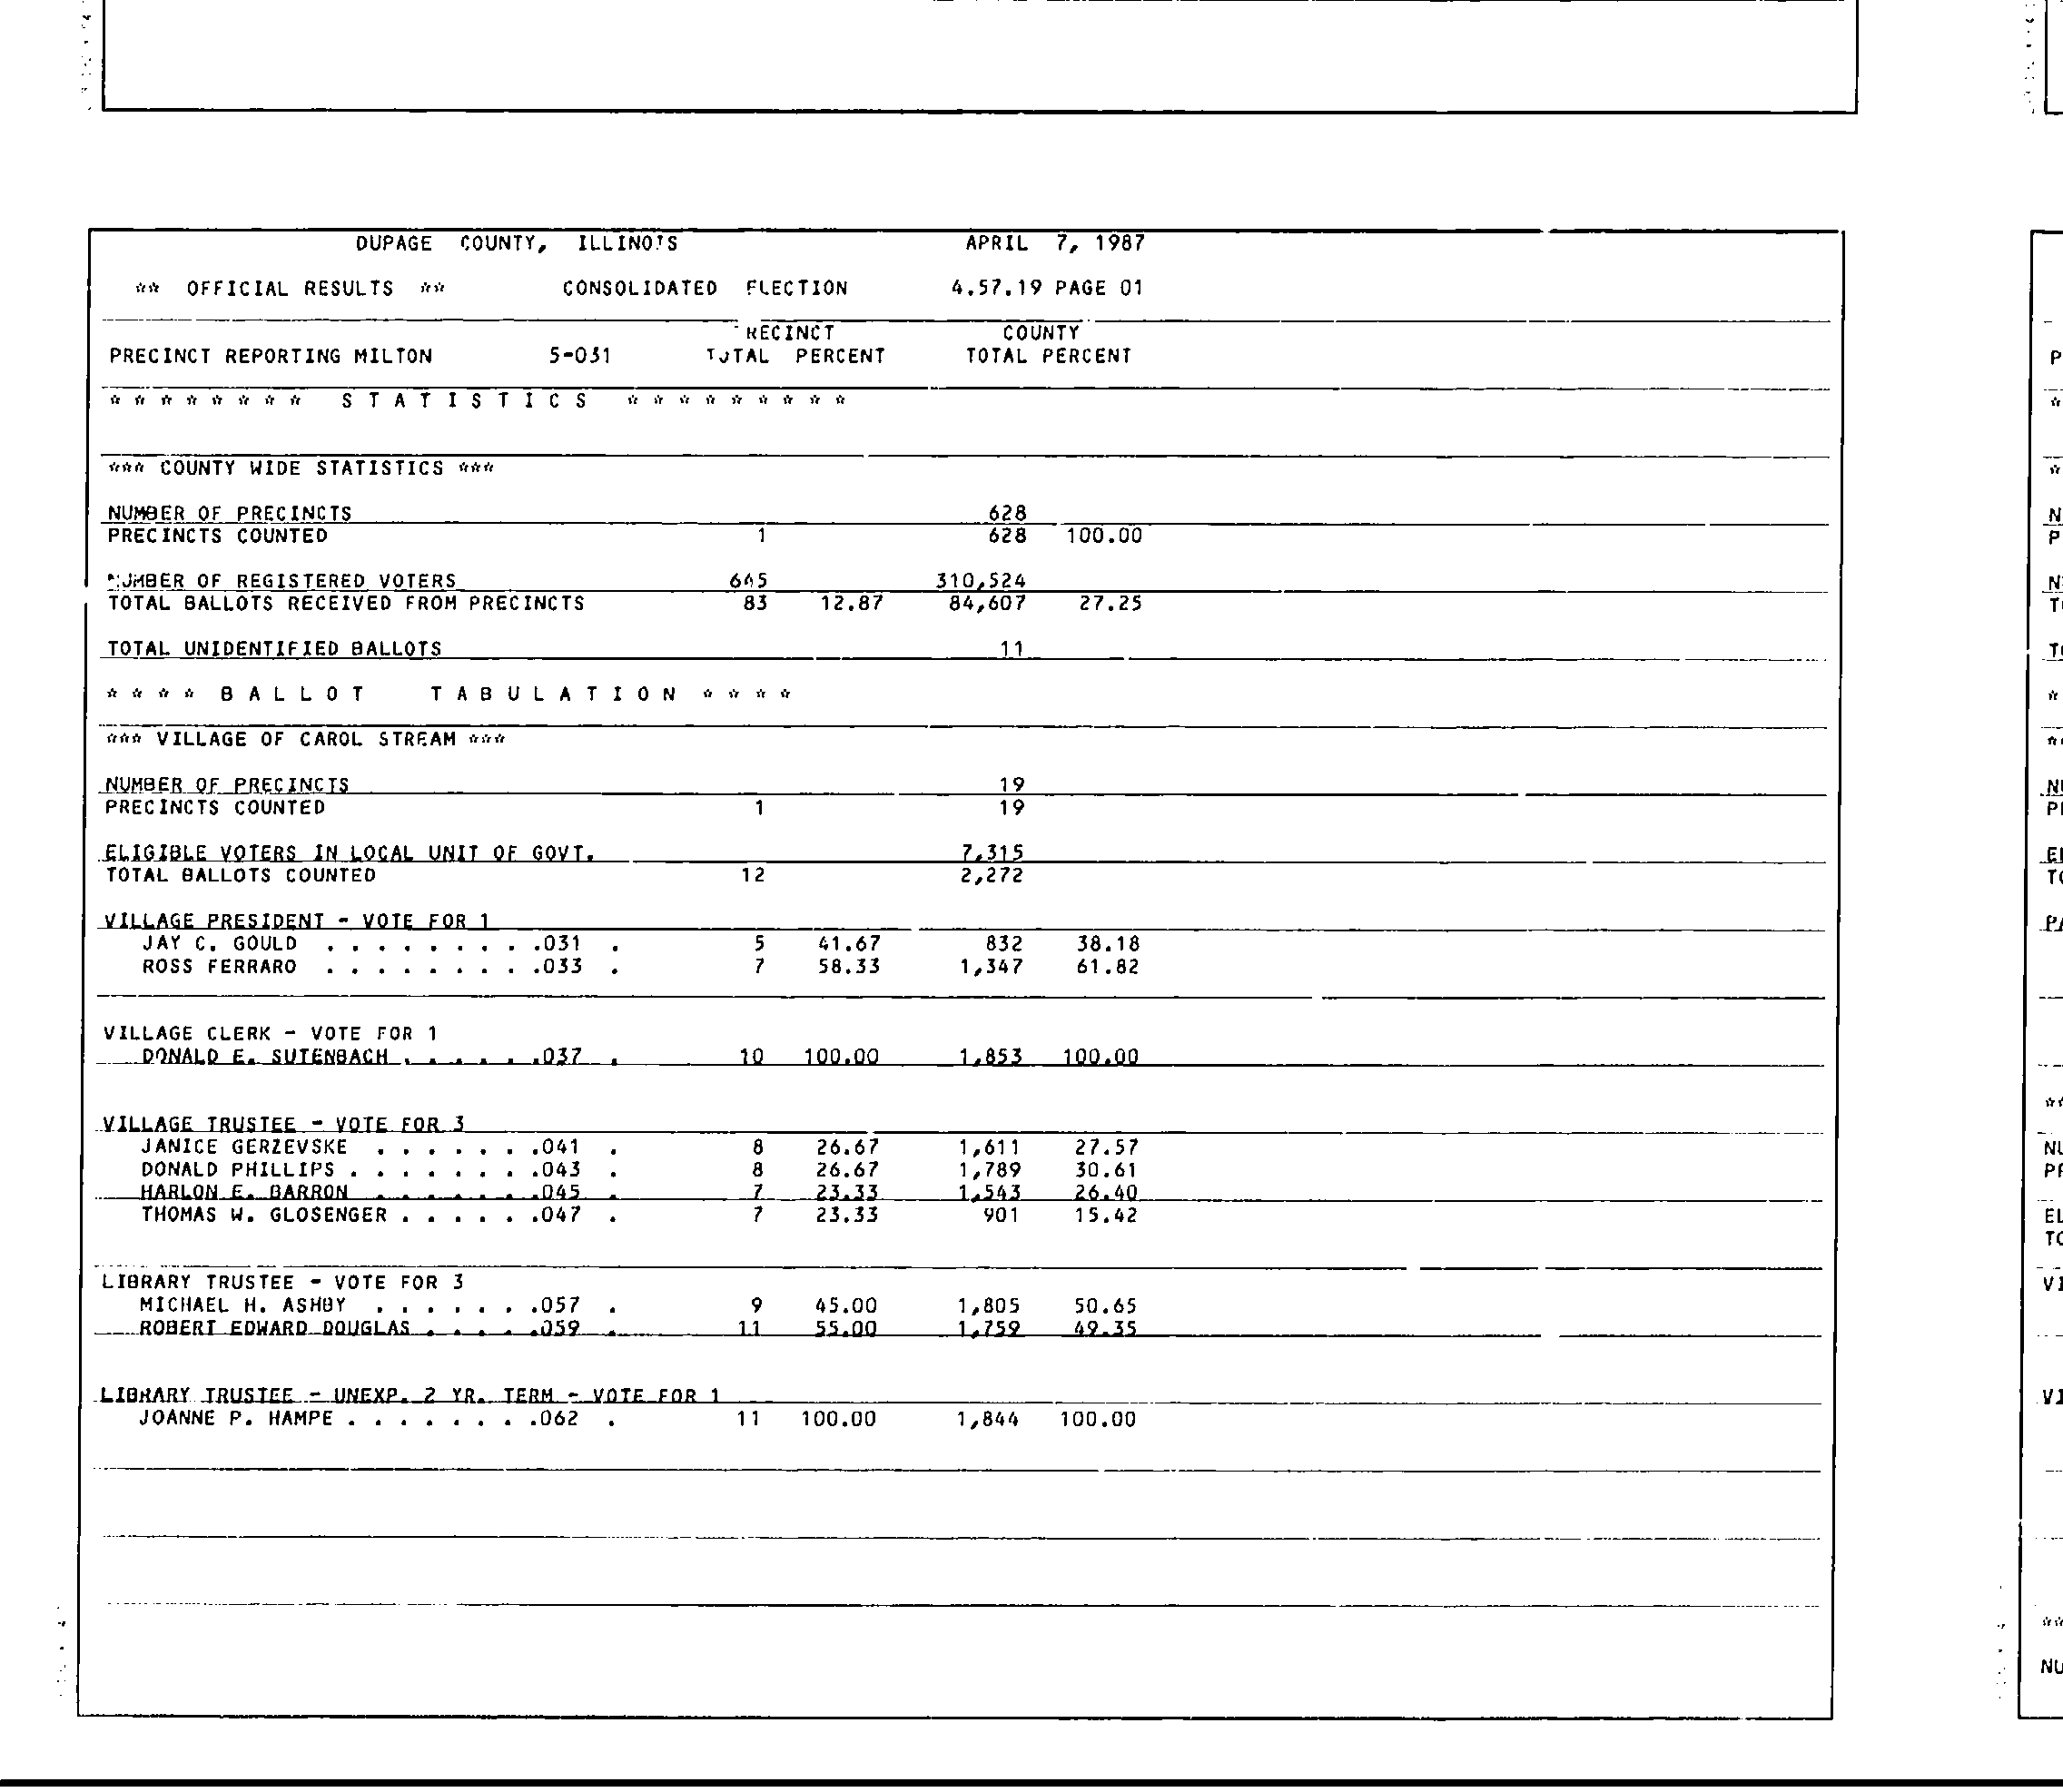 DUPAGE COUNTY, ILLINOIS APRIL 7, 1987
** OFFICIAL RESULTS ** CONSOLIDATED ELECTION 4.57.19 PAGE 01
RECINCT COUNTY
PRECINCT REPORTING MILTON 5-031 TOTAL PERCENT TOTAL PERCENT
* * * * * * * * S T A T I S T I C S * * * * * * * * *
*** COUNTY WIDE STATISTICS ***
NUMBER OF PRECINCTS 628
PRECINCTS COUNTED 1 628 100.00
NUMBER OF REGISTERED VOTERS 645 310,524
TOTAL BALLOTS RECEIVED FROM PRECINCTS 83 12.87 84,607 27.25
TOTAL UNIDENTIFIED BALLOTS 11
* * * * B A L L O T T A B U L A T I O N * * * *
*** VILLAGE OF CAROL STREAM ***
NUMBER OF PRECINCTS 19
PRECINCTS COUNTED 1 19
ELIGIBLE VOTERS IN LOCAL UNIT OF GOVT. 7,315
TOTAL BALLOTS COUNTED 12 2,272
VILLAGE PRESIDENT - VOTE FOR 1
JAY C. GOULD . . . . . . . . .031 . 5 41.67 832 38.18
ROSS FERRARO . . . . . . . . .033 . 7 58.33 1,347 61.82
VILLAGE CLERK - VOTE FOR 1
DONALD E. SUTENBACH . . . . . .037 . 10 100.00 1,853 100.00
VILLAGE TRUSTEE - VOTE FOR 3
JANICE GERZEVSKE . . . . . . .041 . 8 26.67 1,611 27.57
DONALD PHILLIPS . . . . . . . .043 . 8 26.67 1,789 30.61
HARLON E. BARRON . . . . . . .045 . 7 23.33 1,543 26.40
THOMAS W. GLOSENGER . . . . . .047 . 7 23.33 901 15.42
LIBRARY TRUSTEE - VOTE FOR 3
MICHAEL H. ASHBY . . . . . . .057 . 9 45.00 1,805 50.65
ROBERT EDWARD DOUGLAS . . . . .059 . 11 55.00 1,759 49.35
LIBRARY TRUSTEE - UNEXP. 2 YR. TERM - VOTE FOR 1
JOANNE P. HAMPE . . . . . . . .062 . 11 100.00 1,844 100.00